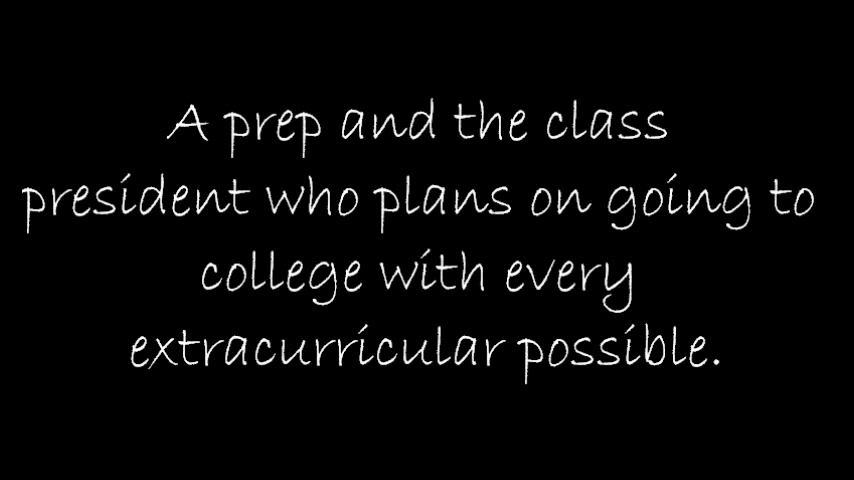 A prep and the class
president who plans on going to
college with every
extracurricular possible.